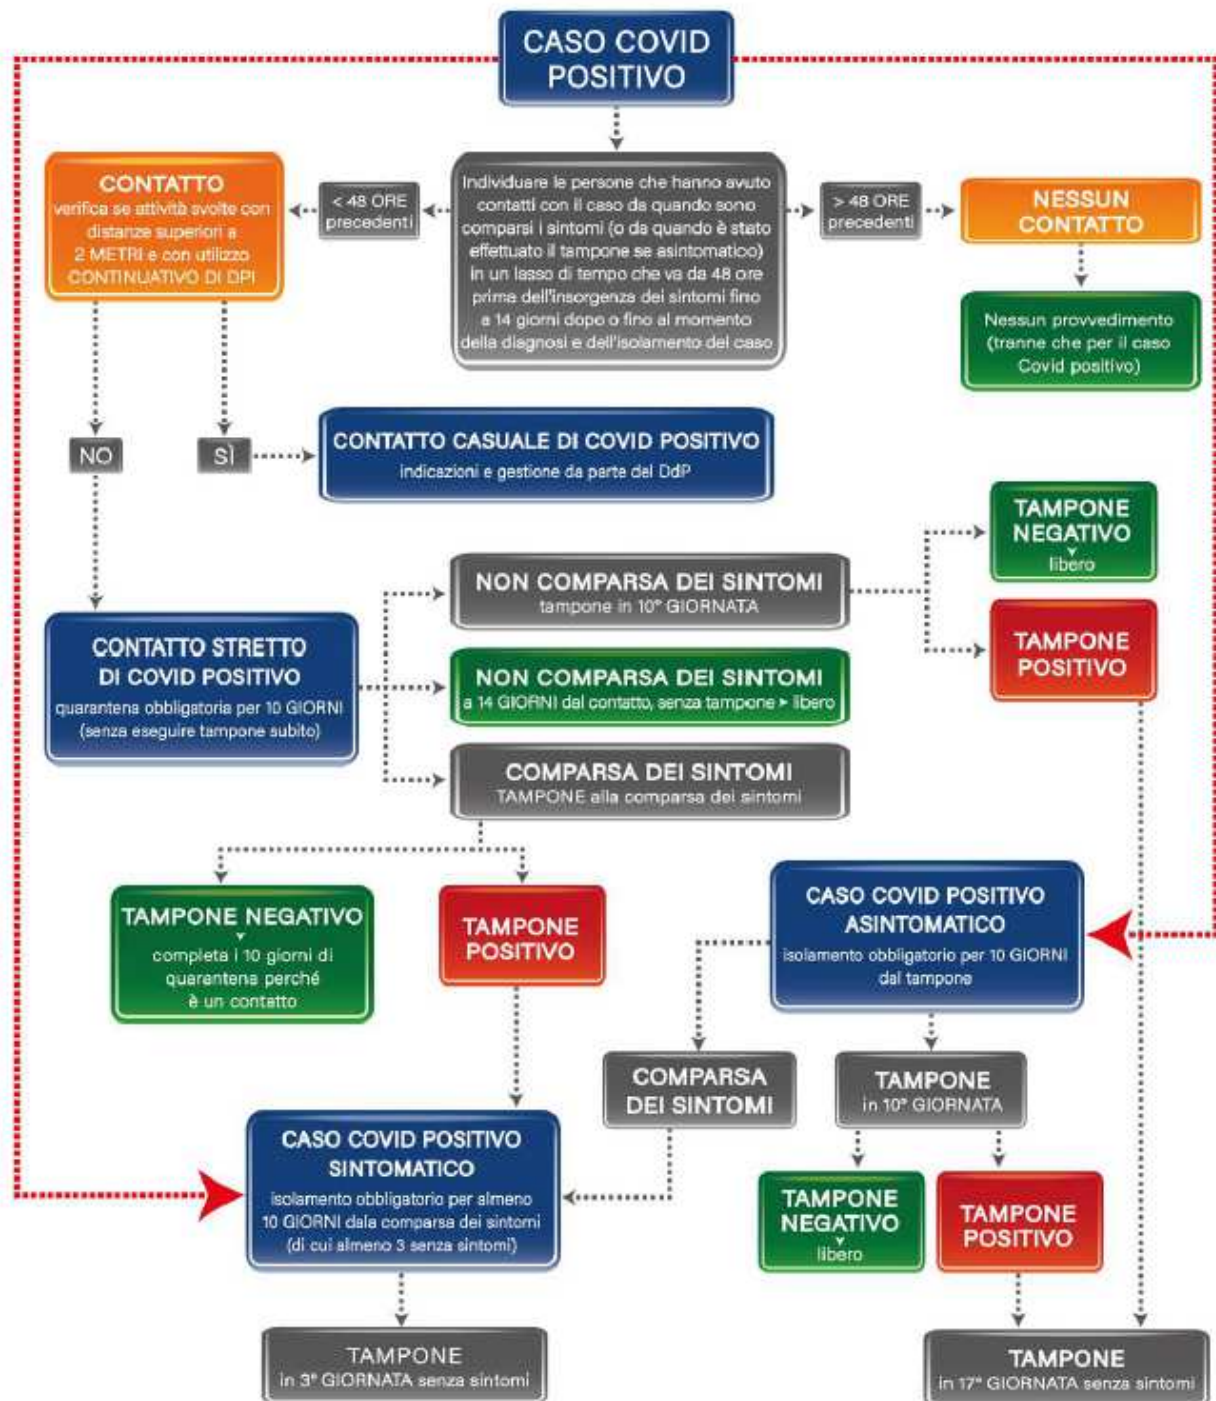 CASO COVID
POSITIVO
CONTATTO
verifica se attività svolte con
distanze superiori a
2 METRI e con utilizzo
CONTINUATIVO DI DPI
< 48 ORE
precedenti
Individuare le persone che hanno avuto
contatti con il caso da quando sono
comparsi i sintomi (o da quando è stato
effettuato il tampone se asintomatico)
in un lasso di tempo che va da 48 ore
prima dell'insorgenza dei sintomi fino
a 14 giorni dopo o fino al momento
della diagnosi e dell'isolamento del caso
> 48 ORE
precedenti
NESSUN
CONTATTO
Nessun provvedimento
(tranne che per il caso
Covid positivo)
NO
SÌ
CONTATTO CASUALE DI COVID POSITIVO
indicazioni e gestione da parte del DdP
TAMPONE
NEGATIVO
libero
NON COMPARSA DEI SINTOMI
tampone in 10° GIORNATA
TAMPONE
POSITIVO
CONTATTO STRETTO
DI COVID POSITIVO
quarantena obbligatoria per 10 GIORNI
(senza eseguire tampone subito)
NON COMPARSA DEI SINTOMI
a 14 GIORNI dal contatto, senza tampone ▸ libero
COMPARSA DEI SINTOMI
TAMPONE alla comparsa dei sintomi
TAMPONE NEGATIVO
completa i 10 giorni di
quarantena perché
è un contatto
TAMPONE
POSITIVO
CASO COVID POSITIVO
ASINTOMATICO
isolamento obbligatorio per 10 GIORNI
dal tampone
COMPARSA
DEI SINTOMI
TAMPONE
in 10° GIORNATA
CASO COVID POSITIVO
SINTOMATICO
isolamento obbligatorio per almeno
10 GIORNI dala comparsa dei sintomi
(di cui almeno 3 senza sintomi)
TAMPONE
NEGATIVO
libero
TAMPONE
POSITIVO
TAMPONE
in 3° GIORNATA senza sintomi
TAMPONE
in 17° GIORNATA senza sintomi